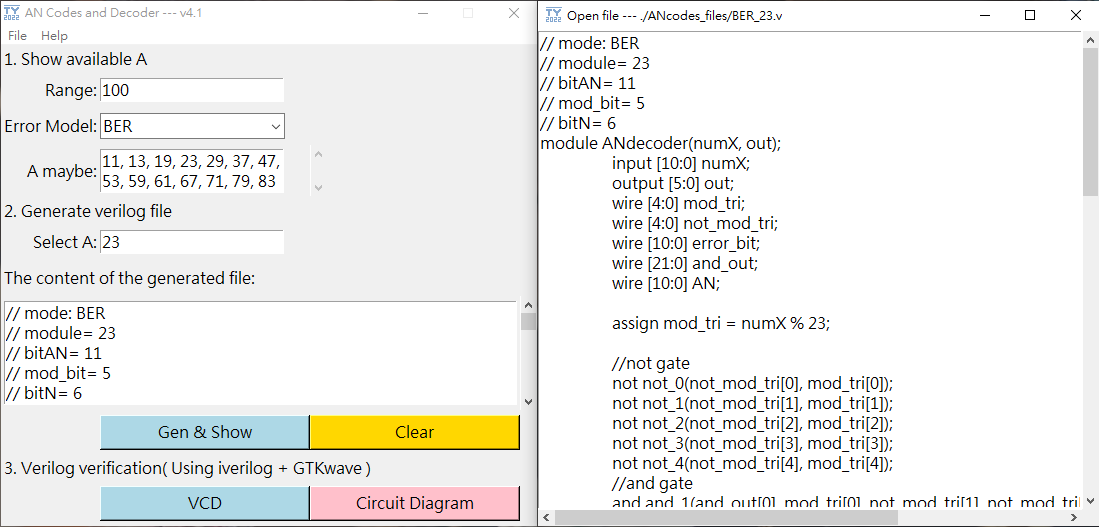 TY 2022 AN Codes and Decoder --- v4.1
File Help
1. Show available A
Range: 100
Error Model: BER
A maybe: 11, 13, 19, 23, 29, 37, 47,
53, 59, 61, 67, 71, 79, 83
2. Generate verilog file
Select A: 23
The content of the generated file:
// mode: BER
// module= 23
// bitAN= 11
// mod_bit= 5
// bitN= 6
Gen & Show Clear
3. Verilog verification( Using iverilog + GTKwave )
VCD Circuit Diagram
TY 2022 Open file --- ./ANcodes_files/BER_23.v
// mode: BER
// module= 23
// bitAN= 11
// mod_bit= 5
// bitN= 6
module ANdecoder(numX, out);
input [10:0] numX;
output [5:0] out;
wire [4:0] mod_tri;
wire [4:0] not_mod_tri;
wire [10:0] error_bit;
wire [21:0] and_out;
wire [10:0] AN;
assign mod_tri = numX % 23;
//not gate
not not_0(not_mod_tri[0], mod_tri[0]);
not not_1(not_mod_tri[1], mod_tri[1]);
not not_2(not_mod_tri[2], mod_tri[2]);
not not_3(not_mod_tri[3], mod_tri[3]);
not not_4(not_mod_tri[4], mod_tri[4]);
//and gate
and and_1(and_out[0], mod_tri[0], not_mod_tri[1], not_mod_tri